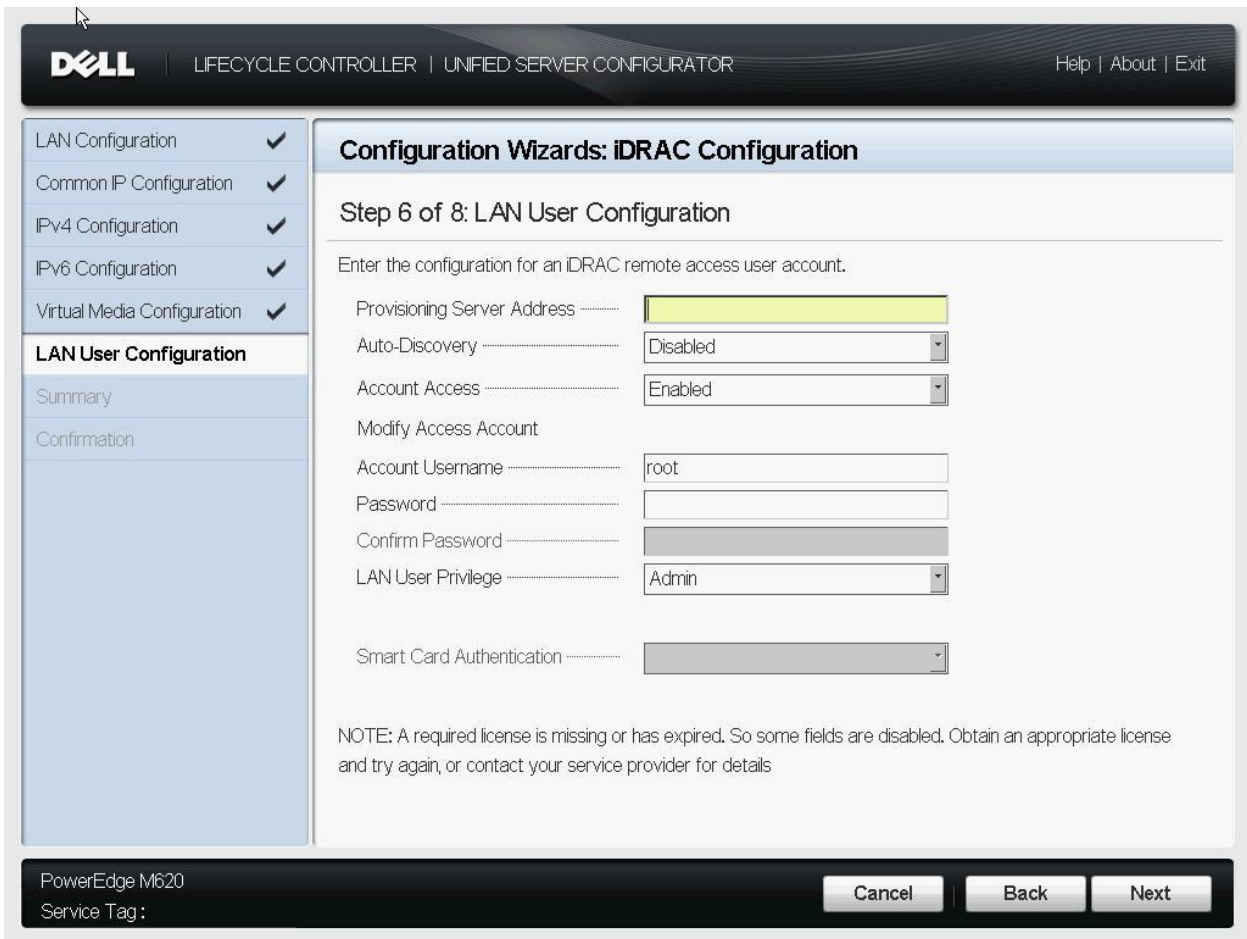 DELL
LIFECYCLE CONTROLLER | UNIFIED SERVER CONFIGURATOR
Help | About | Exit
LAN Configuration
Common IP Configuration
IPv4 Configuration
IPv6 Configuration
Virtual Media Configuration
LAN User Configuration
Summary
Confirmation
Configuration Wizards: iDRAC Configuration
Step 6 of 8: LAN User Configuration
Enter the configuration for an iDRAC remote access user account.
Provisioning Server Address
Auto-Discovery Disabled
Account Access Enabled
Modify Access Account
Account Username root
Password
Confirm Password
LAN User Privilege Admin
Smart Card Authentication
NOTE: A required license is missing or has expired. So some fields are disabled. Obtain an appropriate license
and try again, or contact your service provider for details
PowerEdge M620
Service Tag :
Cancel Back Next